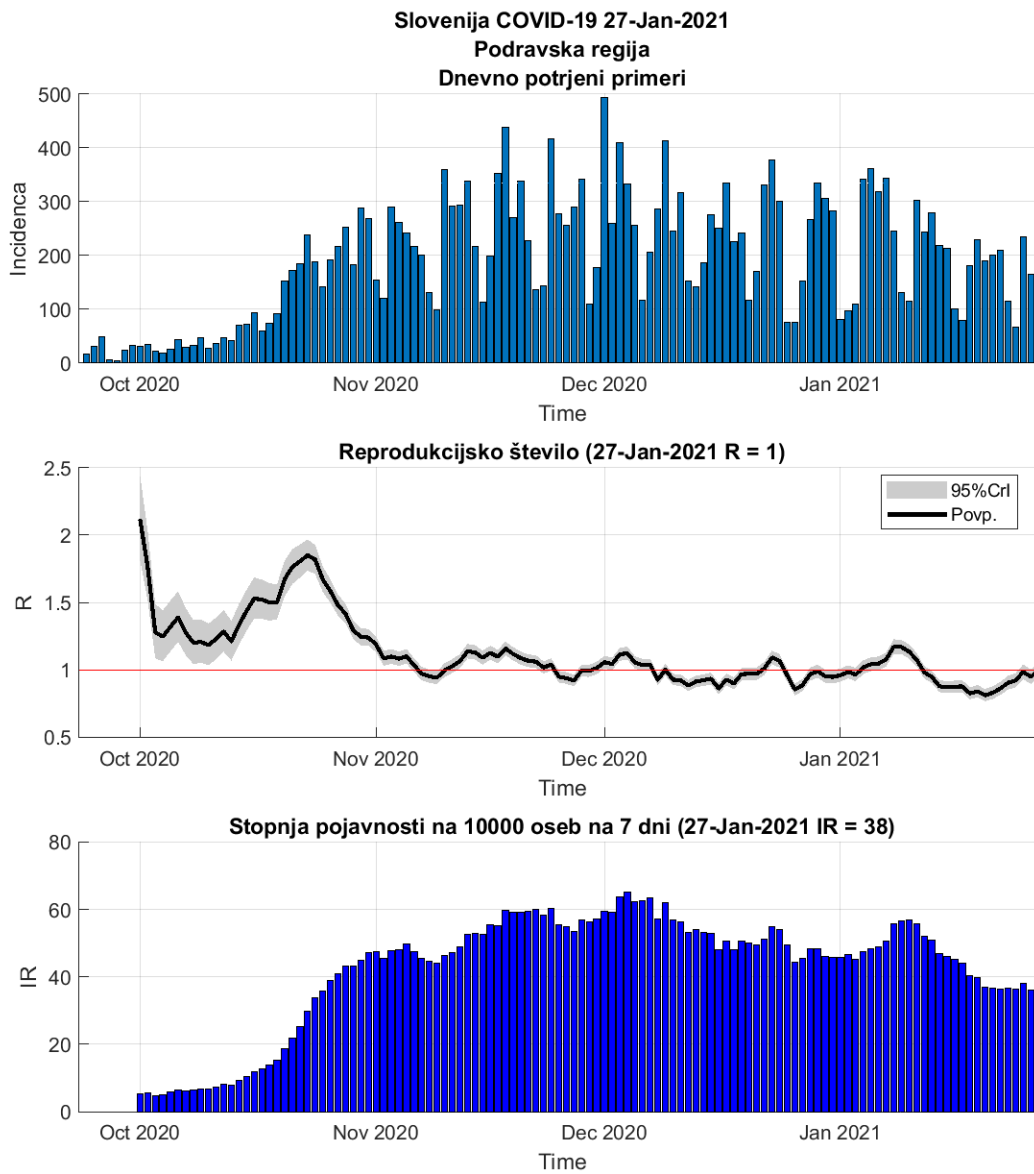 Slovenija COVID-19 27-Jan-2021
Podravska regija
Dnevno potrjeni primeri
500
400
300
200
100
0
Incidenca
Oct 2020 Nov 2020 Dec 2020 Jan 2021
Time
Reprodukcijsko število (27-Jan-2021 R = 1)
2.5
2
1.5
1
0.5
R
95%CrI
Povp.
Oct 2020 Nov 2020 Dec 2020 Jan 2021
Time
Stopnja pojavnosti na 10000 oseb na 7 dni (27-Jan-2021 IR = 38)
80
60
40
20
0
IR
Oct 2020 Nov 2020 Dec 2020 Jan 2021
Time